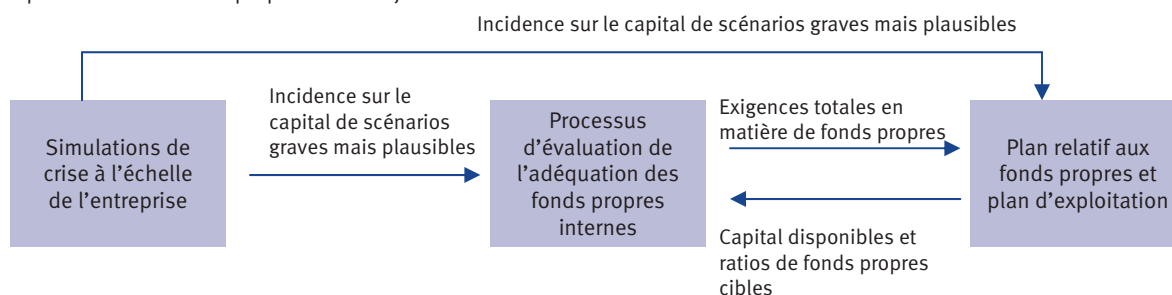 Incidence sur le capital de scénarios graves mais plausibles
Incidence sur le
capital de scénarios
graves mais plausibles
Simulations de
crise à l’échelle
de l’entreprise
Processus
d’évaluation de
l’adéquation des
fonds propres
internes
Exigences totales en
matière de fonds propres
Capital disponibles et
ratios de fonds propres
cibles
Plan relatif aux
fonds propres et
plan d’exploitation